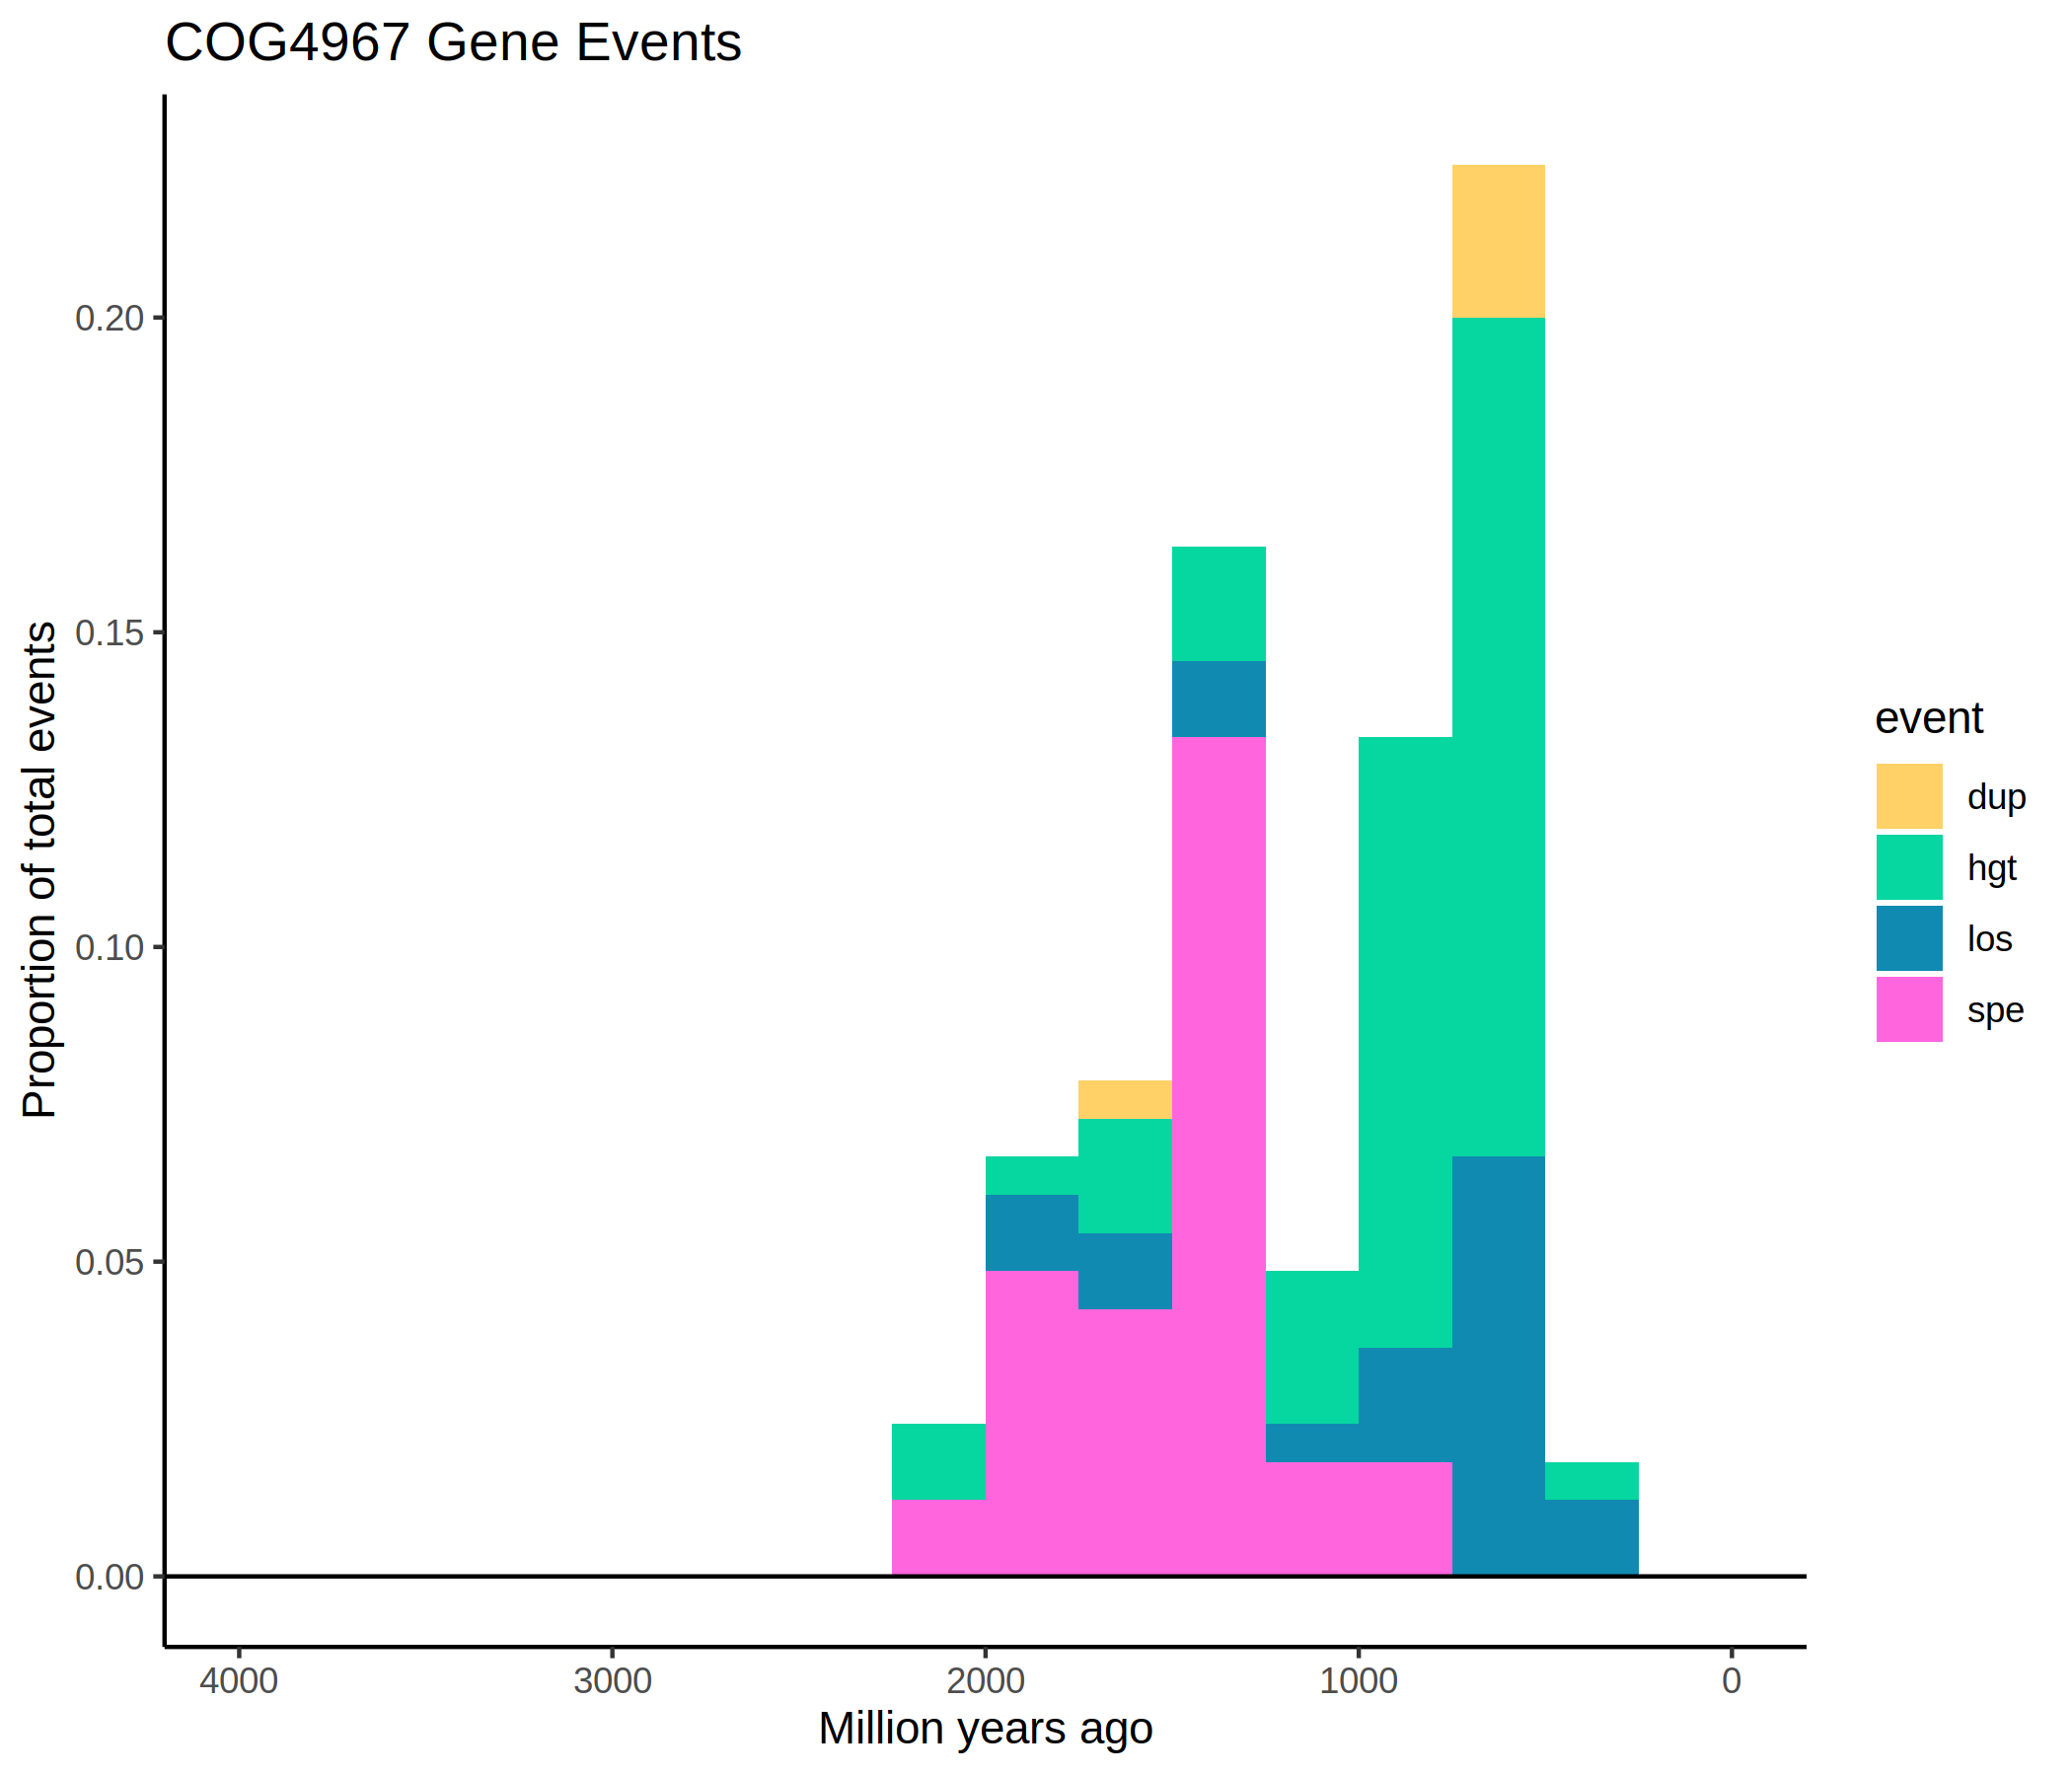 COG4967 Gene Events
Proportion of total events
0.20
0.15
0.10
0.05
0.00
4000 3000 2000 1000 0
Million years ago
event
dup
hgt
los
spe